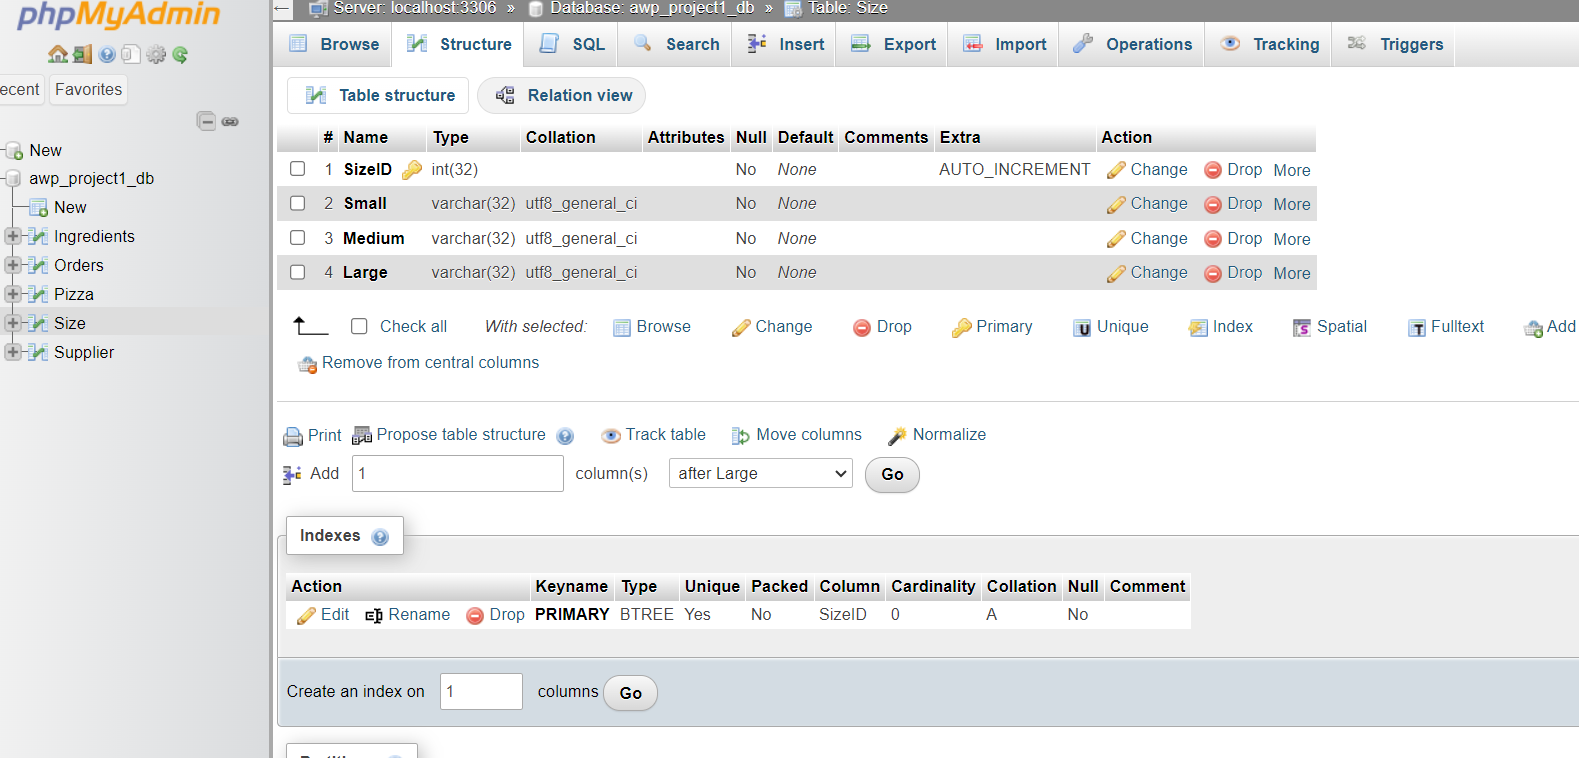 phpMyAdmin
ecent Favorites
New
awp_project1_db
New
Ingredients
Orders
Pizza
Size
Supplier
Server: localhost:3306 » Database: awp_project1_db » Table: Size
Browse Structure SQL Search Insert Export Import Operations Tracking Triggers
Table structure Relation view
# Name Type Collation Attributes Null Default Comments Extra Action
1 SizeID int(32) No None AUTO_INCREMENT Change Drop More
2 Small varchar(32) utf8_general_ci No None Change Drop More
3 Medium varchar(32) utf8_general_ci No None Change Drop More
4 Large varchar(32) utf8_general_ci No None Change Drop More
Check all With selected: Browse Change Drop Primary Unique Index Spatial Fulltext Add
Remove from central columns
Print Propose table structure Track table Move columns Normalize
Add 1 column(s) after Large Go
Indexes
Action Keyname Type Unique Packed Column Cardinality Collation Null Comment
Edit Rename Drop PRIMARY BTREE Yes No SizeID 0 A No
Create an index on 1 columns Go